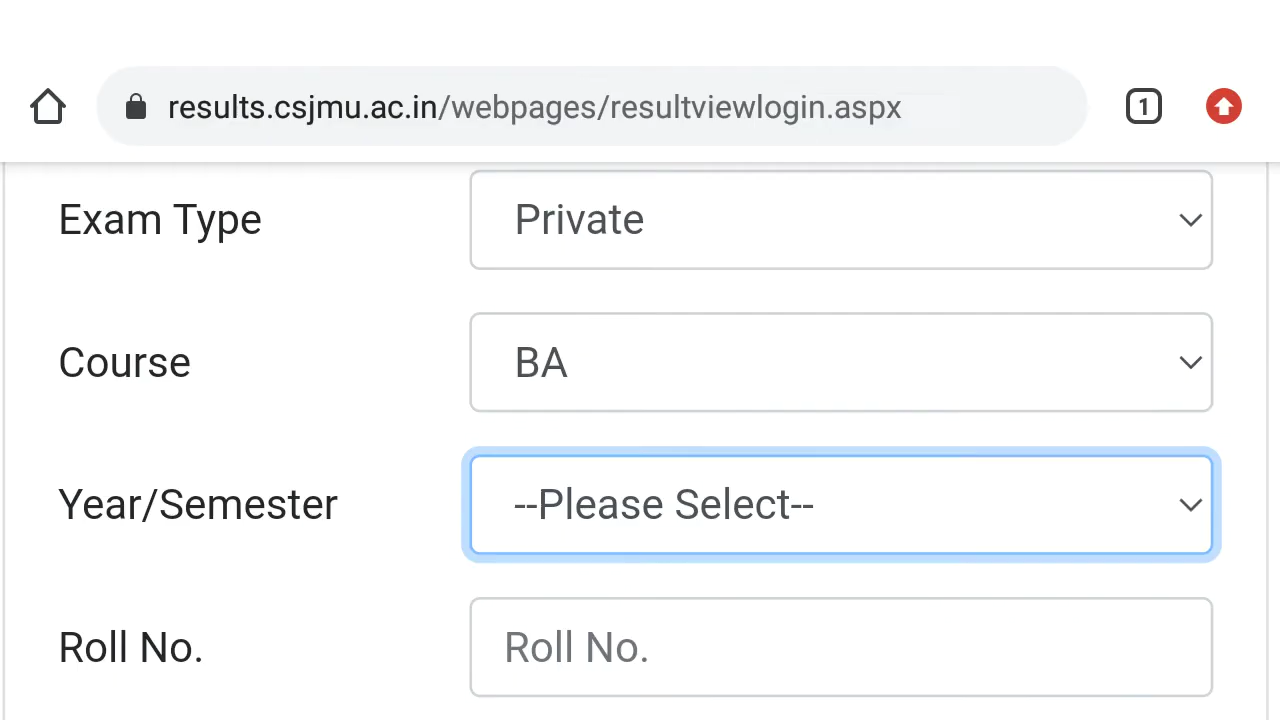 results.csjmu.ac.in/webpages/resultviewlogin.aspx
1
Exam Type Private
Course BA
Year/Semester --Please Select--
Roll No. Roll No.